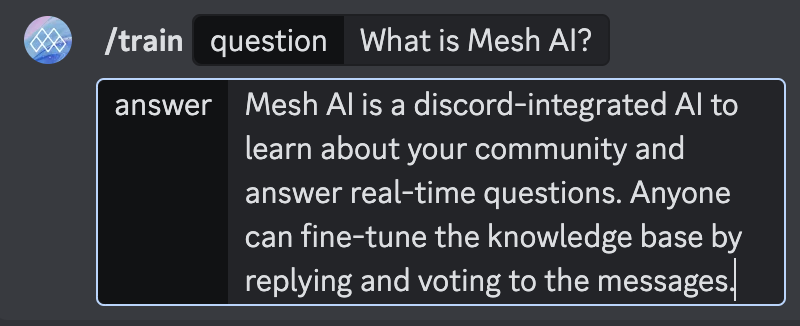 /train question What is Mesh AI?
answer Mesh AI is a discord-integrated AI to
learn about your community and
answer real-time questions. Anyone
can fine-tune the knowledge base by
replying and voting to the messages.